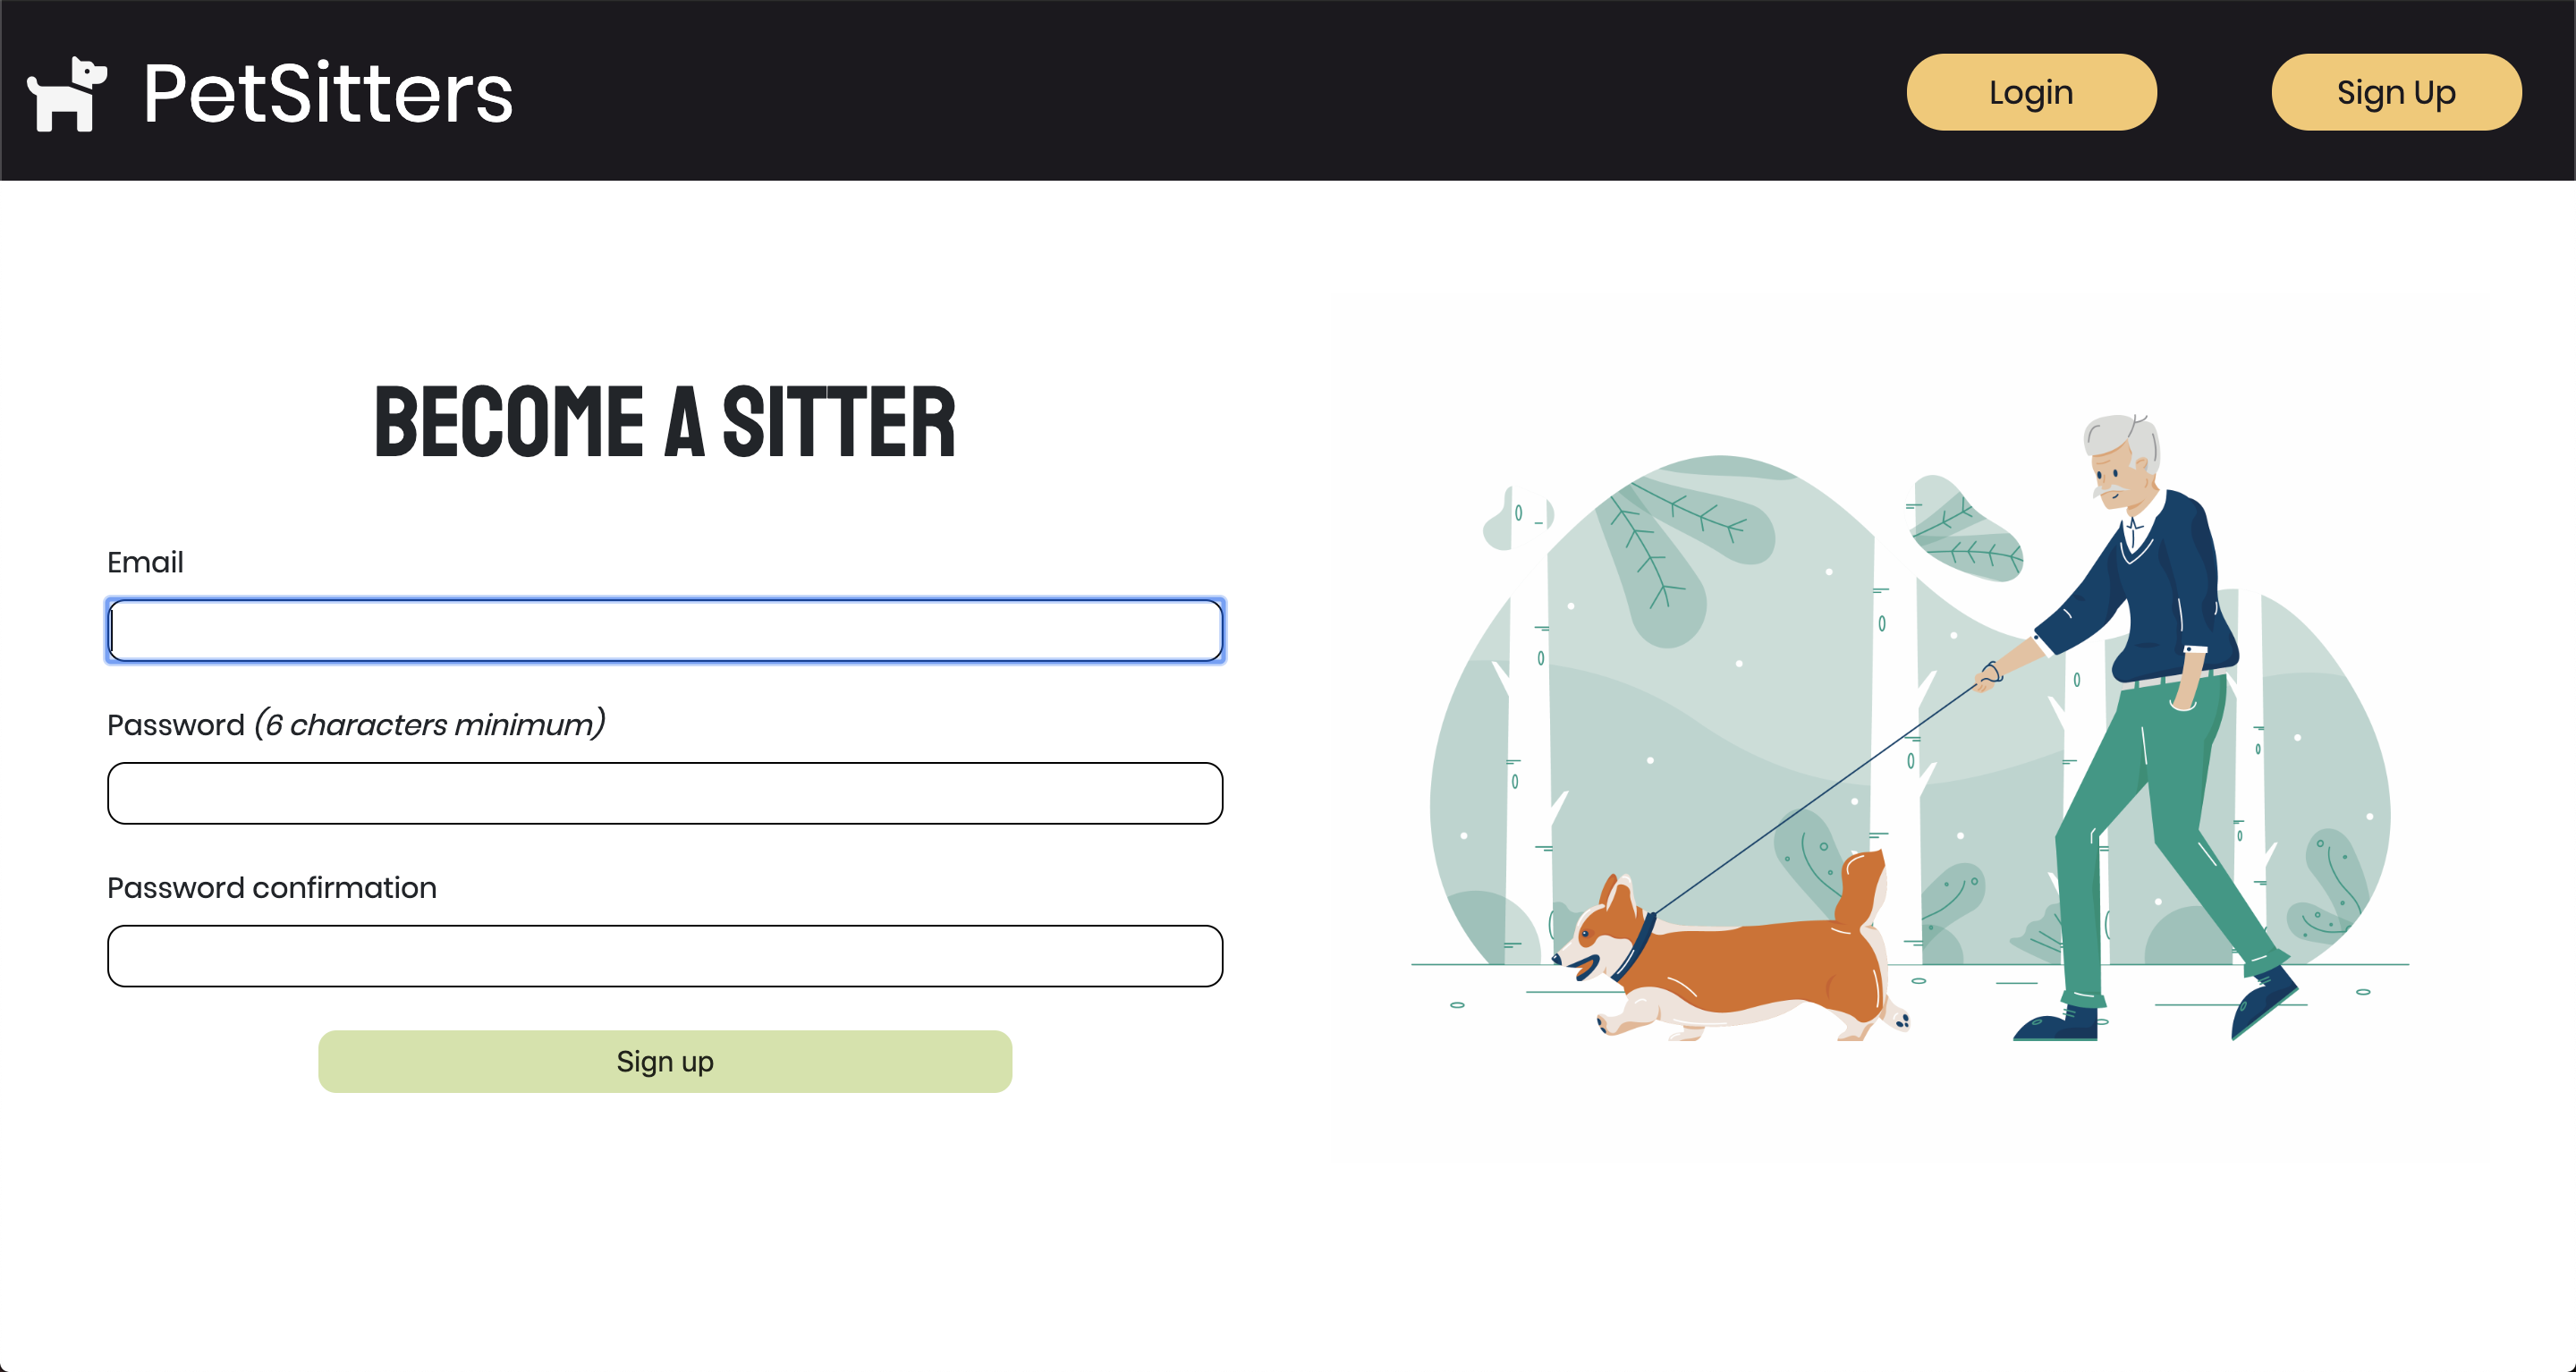 PetSitters
Login
Sign Up
BECOME A SITTER
Email
Password (6 characters minimum)
Password confirmation
Sign up